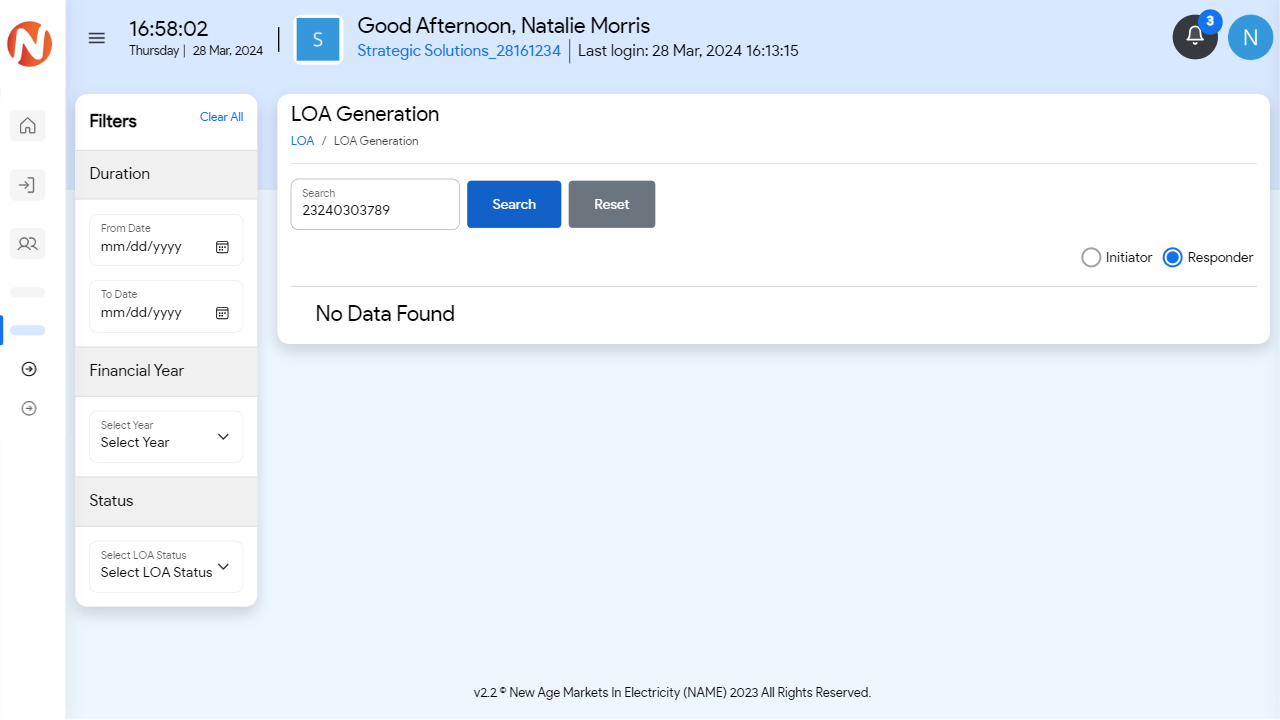 16:58:02
Thursday | 28 Mar. 2024
S
Good Afternoon, Natalie Morris
Strategic Solutions_28161234 | Last login: 28 Mar, 2024 16:13:15
3
N
Filters
Clear All
Duration
From Date
mm/dd/yyyy
To Date
mm/dd/yyyy
Financial Year
Select Year
Select Year
Status
Select LOA Status
Select LOA Status
LOA Generation
LOA / LOA Generation
Search
23240303789
Search
Reset
Initiator
Responder
No Data Found
v2.2 © New Age Markets In Electricity (NAME) 2023 All Rights Reserved.